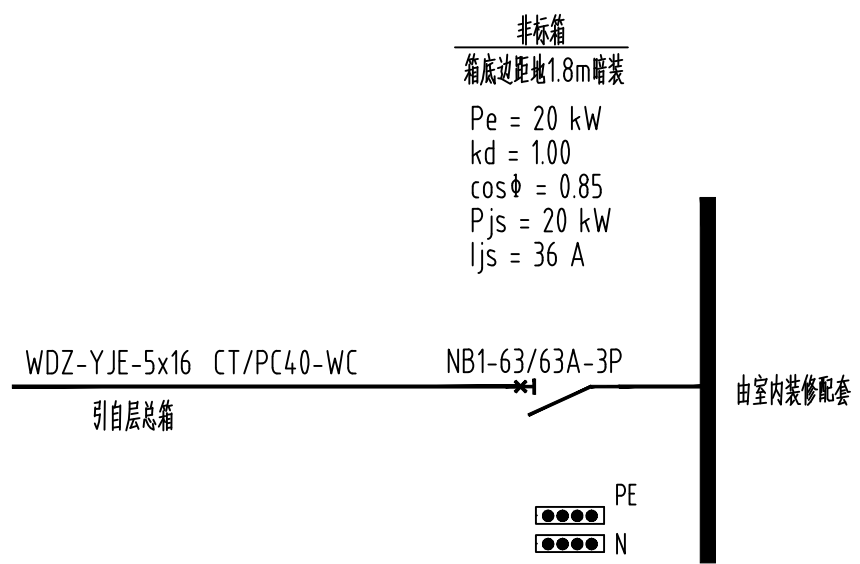 非标箱
箱底边距地1.8m暗装
Pe = 20 kW
kd = 1.00
cosΦ = 0.85
Pjs = 20 kW
Ijs = 36 A
WDZ-YJE-5x16 CT/PC40-WC
NB1-63/63A-3P
引自层总箱
由室内装修配套
PE
N